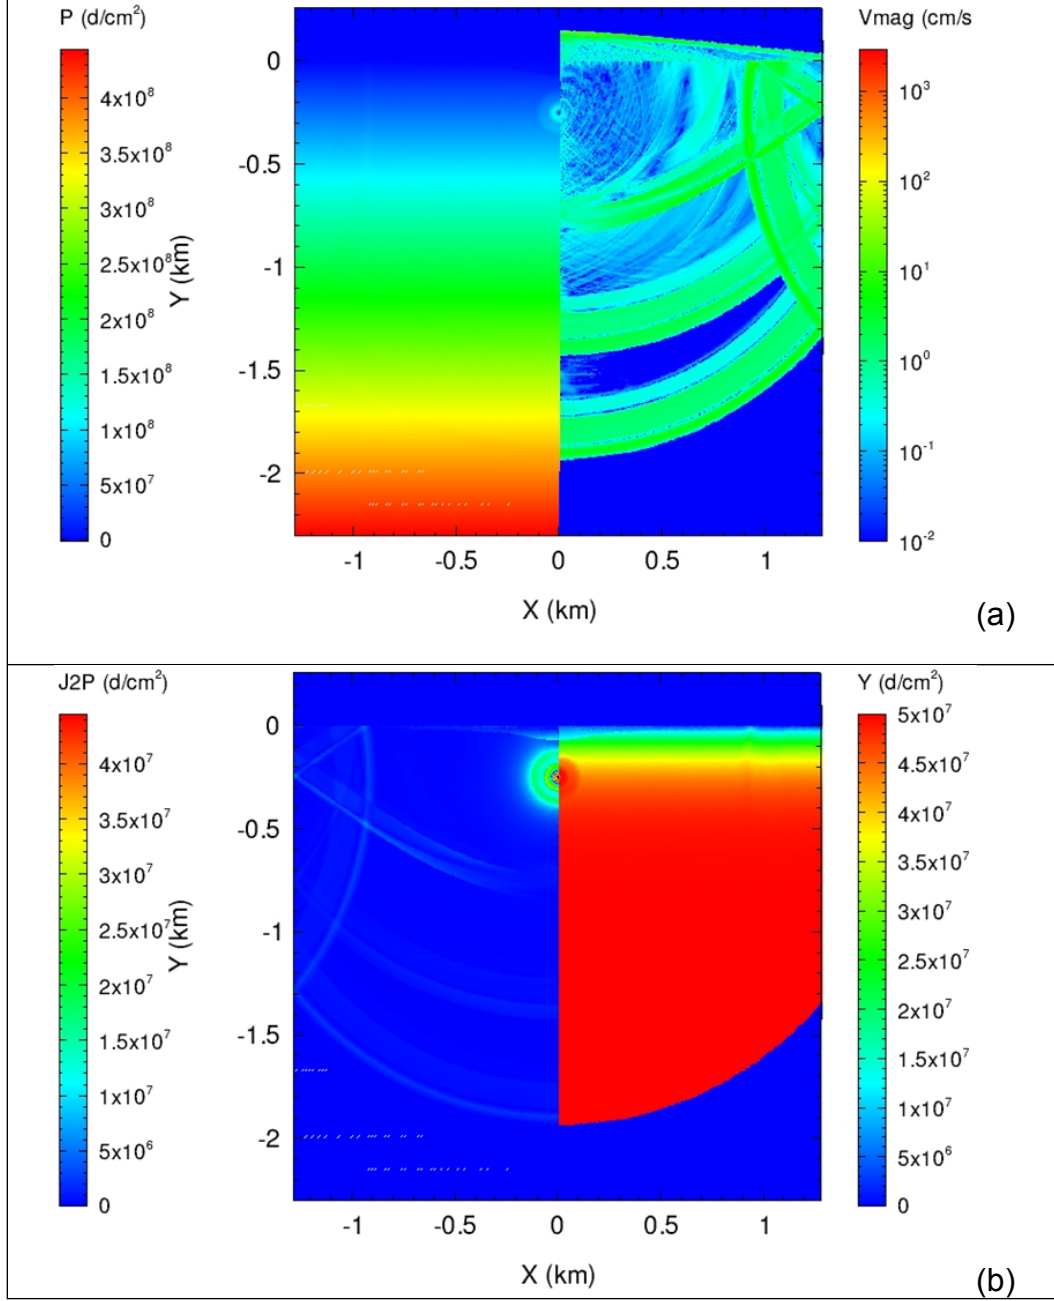 P (d/cm²)
Vmag (cm/s
4x10⁸
3.5x10⁸
3x10⁸
2.5x10⁸
2x10⁸
1.5x10⁸
1x10⁸
5x10⁷
0
Y (km)
0
-0.5
-1
-1.5
-2
10³
10²
10¹
10⁰
10⁻¹
10⁻²
-1 -0.5 0 0.5 1
X (km)
(a)
J2P (d/cm²)
Y (d/cm²)
4x10⁷
3.5x10⁷
3x10⁷
2.5x10⁷
2x10⁷
1.5x10⁷
1x10⁷
5x10⁶
0
Y (km)
0
-0.5
-1
-1.5
-2
5x10⁷
4.5x10⁷
4x10⁷
3.5x10⁷
3x10⁷
2.5x10⁷
2x10⁷
1.5x10⁷
1x10⁷
5x10⁶
0
-1 -0.5 0 0.5 1
X (km)
(b)